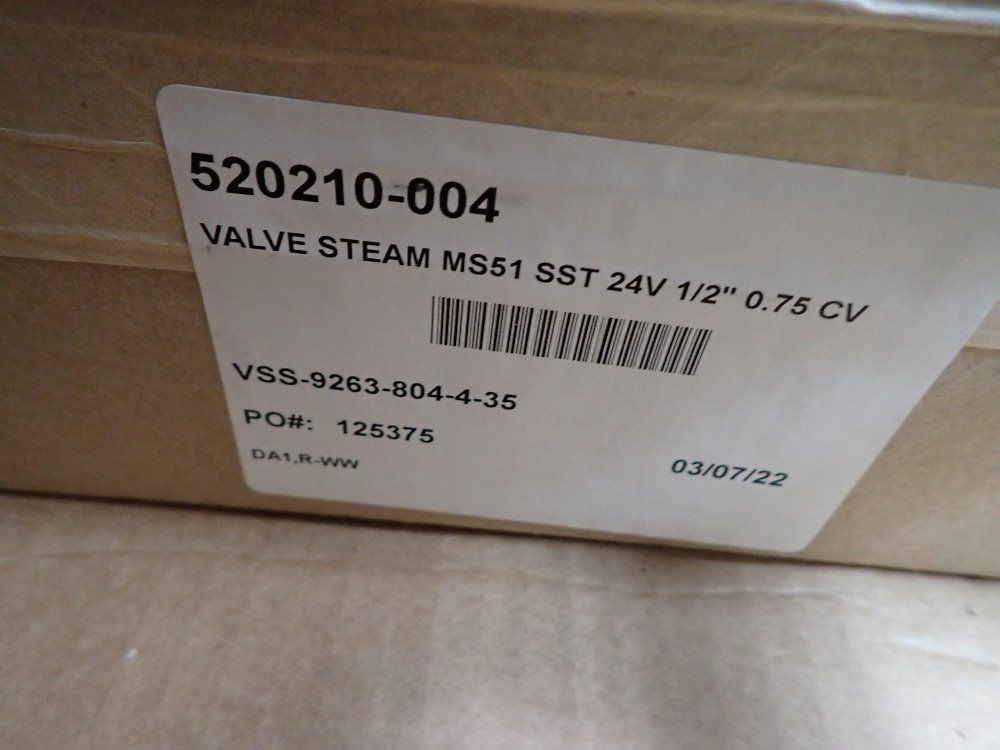 520210-004
VALVE STEAM MS51 SST 24V 1/2" 0.75 CV
VSS-9263-804-4-35
PO#: 125375
DA1,R-WW
03/07/22